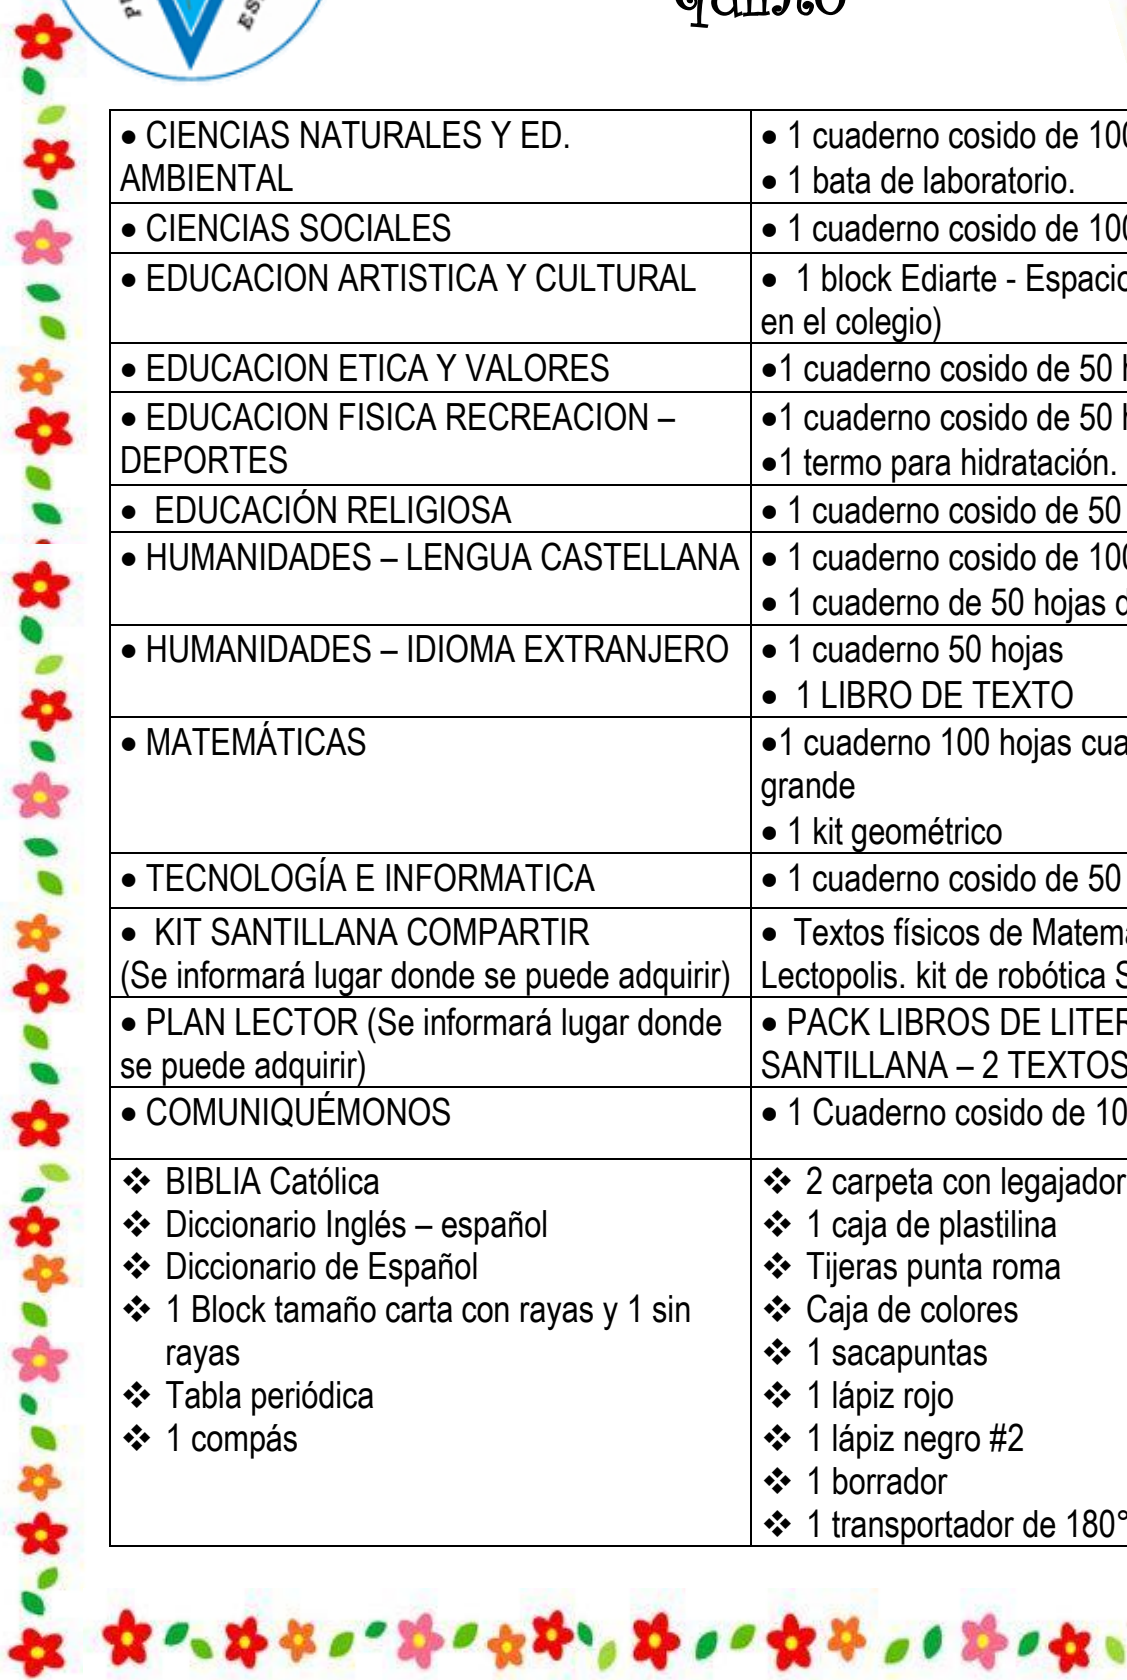 quinto
• CIENCIAS NATURALES Y ED.
AMBIENTAL
• 1 cuaderno cosido de 100
• 1 bata de laboratorio.
• CIENCIAS SOCIALES
• 1 cuaderno cosido de 100
• EDUCACION ARTISTICA Y CULTURAL
• 1 block Ediarte - Espacio
en el colegio)
• EDUCACION ETICA Y VALORES
•1 cuaderno cosido de 50
• EDUCACION FISICA RECREACION –
DEPORTES
•1 cuaderno cosido de 50
•1 termo para hidratación.
• EDUCACIÓN RELIGIOSA
• 1 cuaderno cosido de 50
• HUMANIDADES – LENGUA CASTELLANA
• 1 cuaderno cosido de 100
• 1 cuaderno de 50 hojas
• HUMANIDADES – IDIOMA EXTRANJERO
• 1 cuaderno 50 hojas
• 1 LIBRO DE TEXTO
• MATEMÁTICAS
•1 cuaderno 100 hojas cua
grande
• 1 kit geométrico
• TECNOLOGÍA E INFORMATICA
• 1 cuaderno cosido de 50
• KIT SANTILLANA COMPARTIR
(Se informará lugar donde se puede adquirir)
• Textos físicos de Matem
Lectopolis. kit de robótica S
• PLAN LECTOR (Se informará lugar donde
se puede adquirir)
• PACK LIBROS DE LITER
SANTILLANA – 2 TEXTOS
• COMUNIQUÉMONOS
• 1 Cuaderno cosido de 10
❖ BIBLIA Católica
❖ Diccionario Inglés – español
❖ Diccionario de Español
❖ 1 Block tamaño carta con rayas y 1 sin
rayas
❖ Tabla periódica
❖ 1 compás
❖ 2 carpeta con legajador
❖ 1 caja de plastilina
❖ Tijeras punta roma
❖ Caja de colores
❖ 1 sacapuntas
❖ 1 lápiz rojo
❖ 1 lápiz negro #2
❖ 1 borrador
❖ 1 transportador de 180°